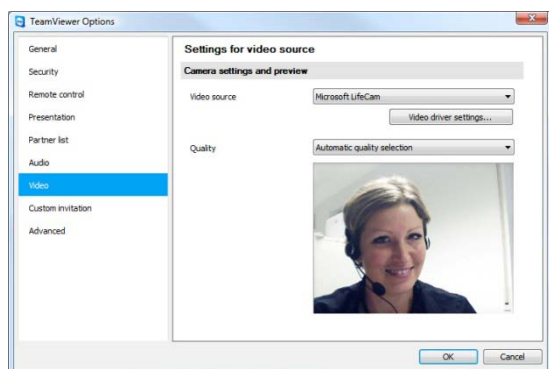 TeamViewer Options
General
Security
Remote control
Presentation
Partner list
Audio
Video
Custom invitation
Advanced
Settings for video source
Camera settings and preview
Video source
Microsoft LifeCam
Video driver settings...
Quality
Automatic quality selection
OK
Cancel